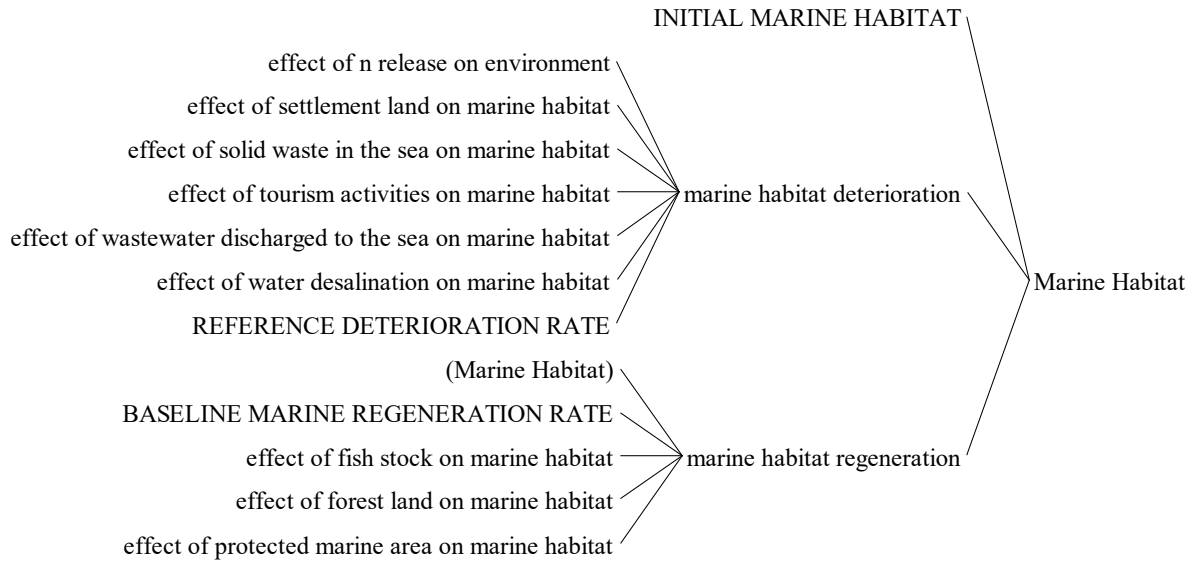 INITIAL MARINE HABITAT
effect of n release on environment
effect of settlement land on marine habitat
effect of solid waste in the sea on marine habitat
effect of tourism activities on marine habitat
marine habitat deterioration
effect of wastewater discharged to the sea on marine habitat
effect of water desalination on marine habitat
Marine Habitat
REFERENCE DETERIORATION RATE
(Marine Habitat)
BASELINE MARINE REGENERATION RATE
effect of fish stock on marine habitat
marine habitat regeneration
effect of forest land on marine habitat
effect of protected marine area on marine habitat